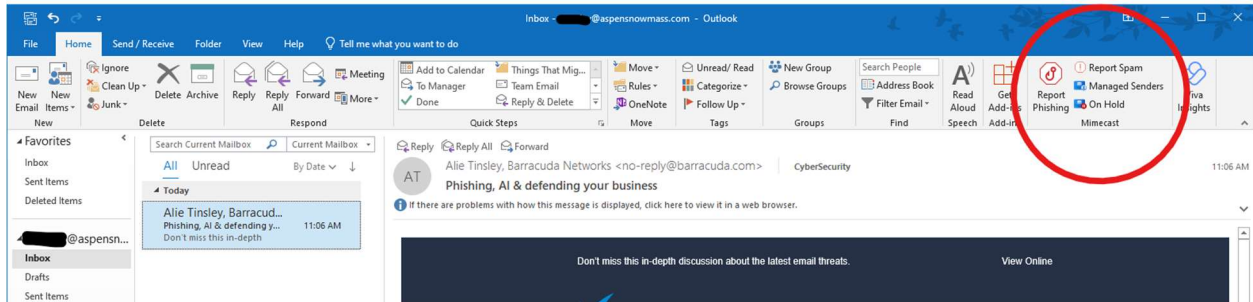 Inbox - @aspensnowmass.com - Outlook
File Home Send / Receive Folder View Help Tell me what you want to do
New Email
New Items
Ignore
Clean Up
Junk
Delete
Archive
Reply
Reply All
Forward
Meeting
More
Add to Calendar
To Manager
Done
Things That Mig...
Team Email
Reply & Delete
Move
Rules
OneNote
Unread/ Read
Categorize
Follow Up
New Group
Browse Groups
Search People
Address Book
Filter Email
Read Aloud
Get Add-ins
Report Phishing
Report Spam
Managed Senders
On Hold
Viva Insights
New Delete Respond Quick Steps Move Tags Groups Find Speech Add-in Mimecast
Favorites
Inbox
Sent Items
Deleted Items
@aspensn...
Inbox
Drafts
Sent Items
Search Current Mailbox Current Mailbox
All Unread By Date
Today
Alie Tinsley, Barracud...
Phishing, AI & defending y... 11:06 AM
Don't miss this in-depth
Reply Reply All Forward
AT
Alie Tinsley, Barracuda Networks <no-reply@barracuda.com> CyberSecurity 11:06 AM
Phishing, AI & defending your business
If there are problems with how this message is displayed, click here to view it in a web browser.
Don't miss this in-depth discussion about the latest email threats. View Online